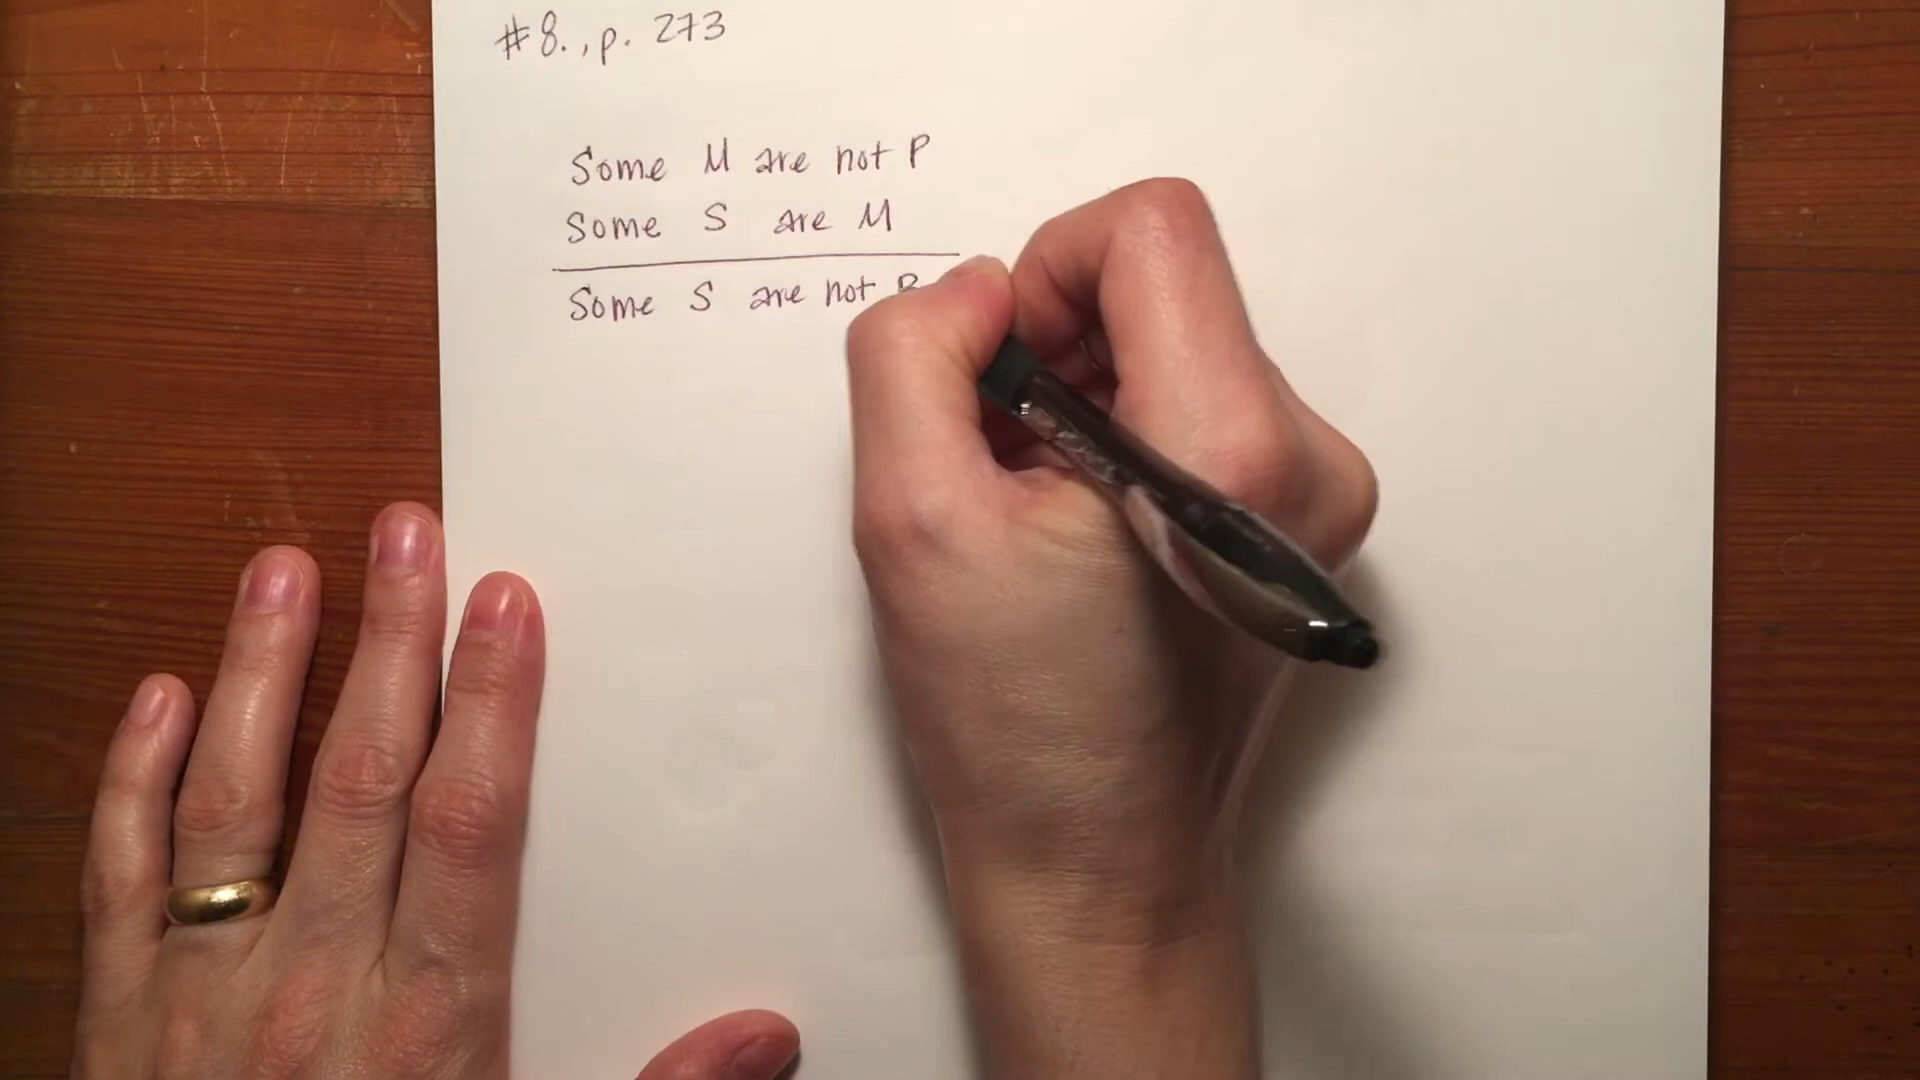 #8., p. 273
Some M are not P
Some S are M
Some S are not P